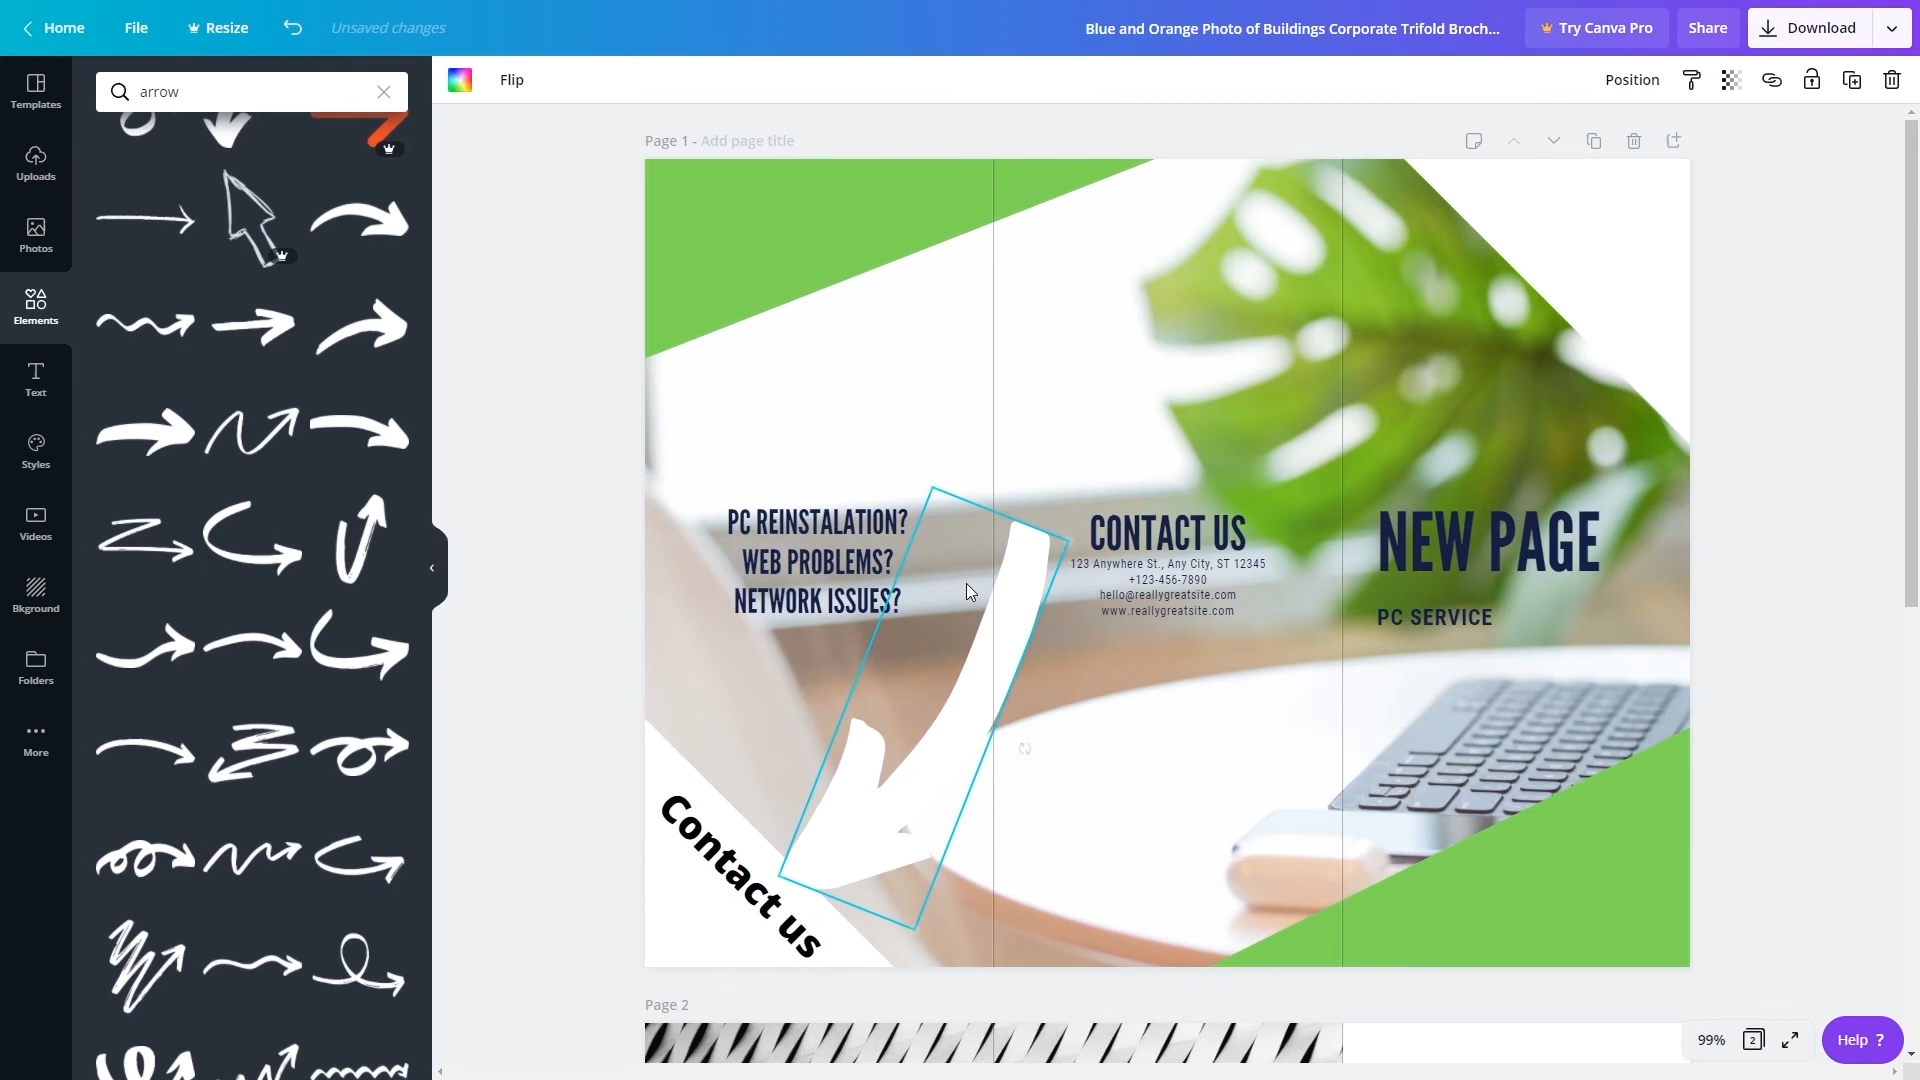 Home
File
Resize
Unsaved changes
Blue and Orange Photo of Buildings Corporate Trifold Broch...
Try Canva Pro
Share
Download
Templates
Uploads
Photos
Elements
Text
Styles
Videos
Bkground
Folders
More
arrow
Flip
Position
Page 1 - Add page title
PC REINSTALATION?
WEB PROBLEMS?
NETWORK ISSUES?
Contact us
CONTACT US
123 Anywhere St., Any City, ST 12345
+123-456-7890
hello@reallygreatsite.com
www.reallygreatsite.com
NEW PAGE
PC SERVICE
Page 2
99%
2
Help ?